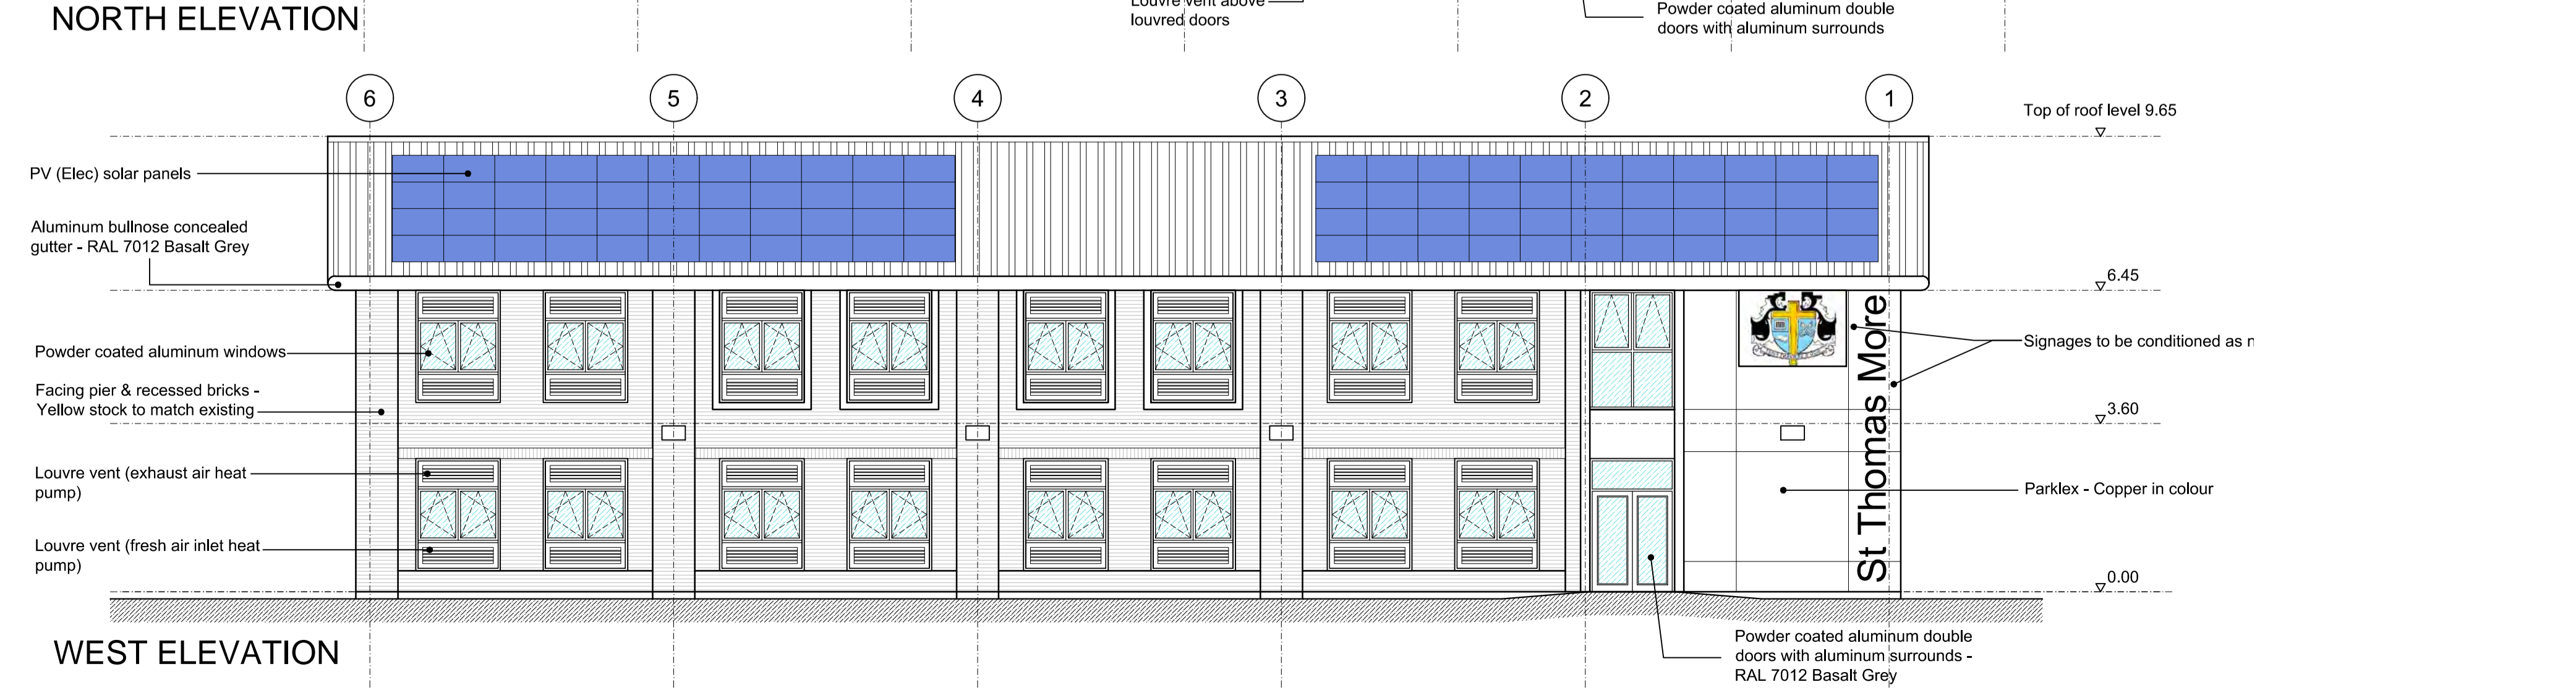 NORTH ELEVATION
Louvre vent above
louvred doors
Powder coated aluminum double
doors with aluminum surrounds
6
5
4
3
2
1
Top of roof level 9.65
PV (Elec) solar panels
Aluminum bullnose concealed
gutter - RAL 7012 Basalt Grey
6.45
Signages to be conditioned as
Powder coated aluminum windows
Facing pier & recessed bricks -
Yellow stock to match existing
3.60
St Thomas More
Louvre vent (exhaust air heat
pump)
Parklex - Copper in colour
Louvre vent (fresh air inlet heat
pump)
0.00
WEST ELEVATION
Powder coated aluminum double
doors with aluminum surrounds -
RAL 7012 Basalt Grey